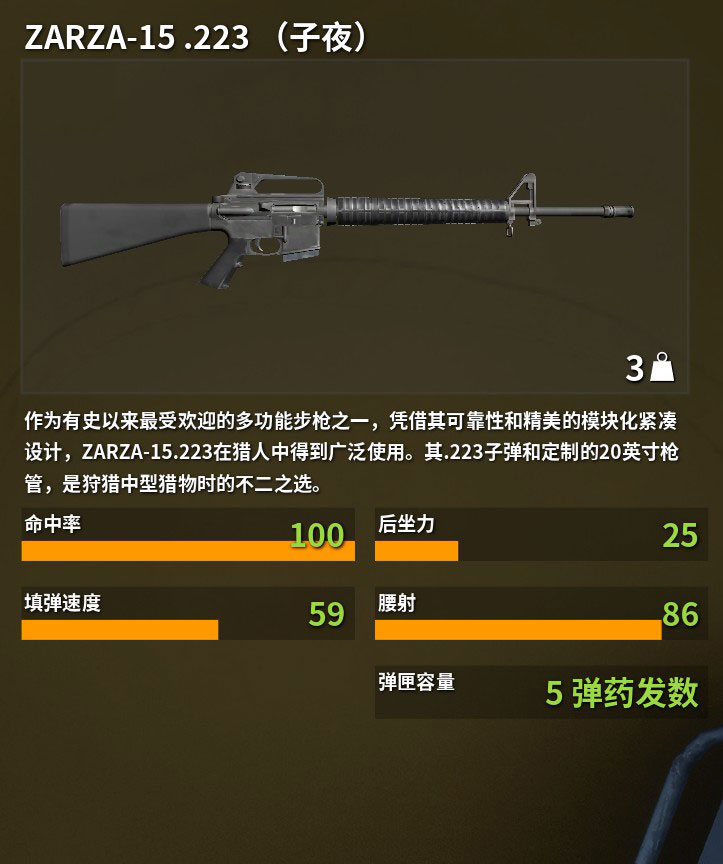 ZARZA-15 .223 （子夜）
3
作为有史以来最受欢迎的多功能步枪之一，凭借其可靠性和精美的模块化紧凑
设计，ZARZA-15.223在猎人中得到广泛使用。其.223子弹和定制的20英寸枪
管，是狩猎中型猎物时的不二之选。
命中率 100
后坐力 25
填弹速度 59
腰射 86
弹匣容量 5 弹药发数